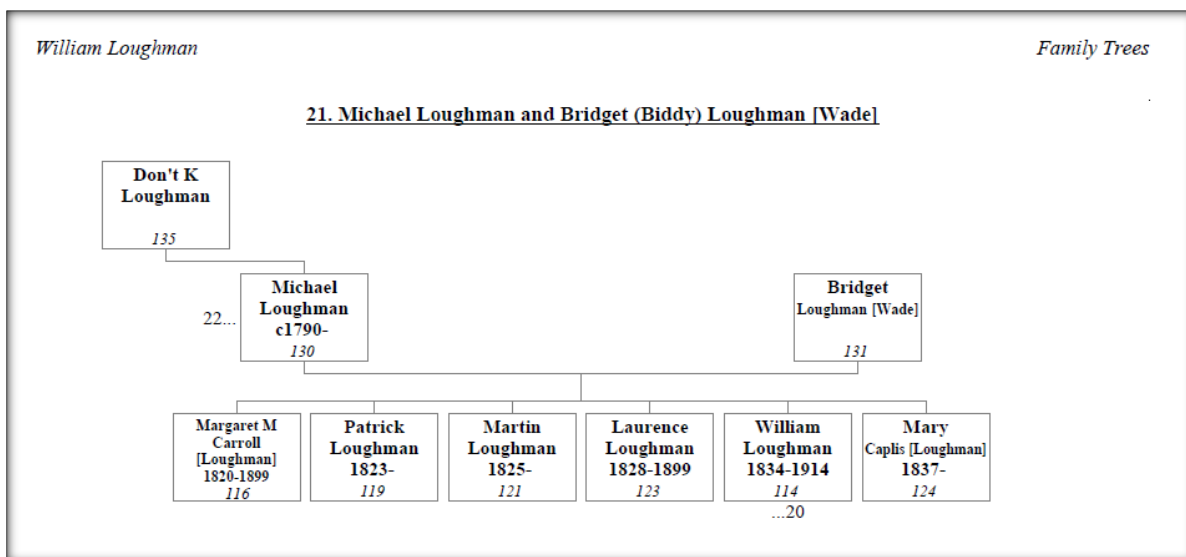 William Loughman
Family Trees
21. Michael Loughman and Bridget (Biddy) Loughman [Wade]
Don't K
Loughman
135
22...
Michael
Loughman
c1790-
130
Bridget
Loughman [Wade]
131
Margaret M
Carroll
[Loughman]
1820-1899
116
Patrick
Loughman
1823-
119
Martin
Loughman
1825-
121
Laurence
Loughman
1828-1899
123
William
Loughman
1834-1914
114
...20
Mary
Caplis [Loughman]
1837-
124